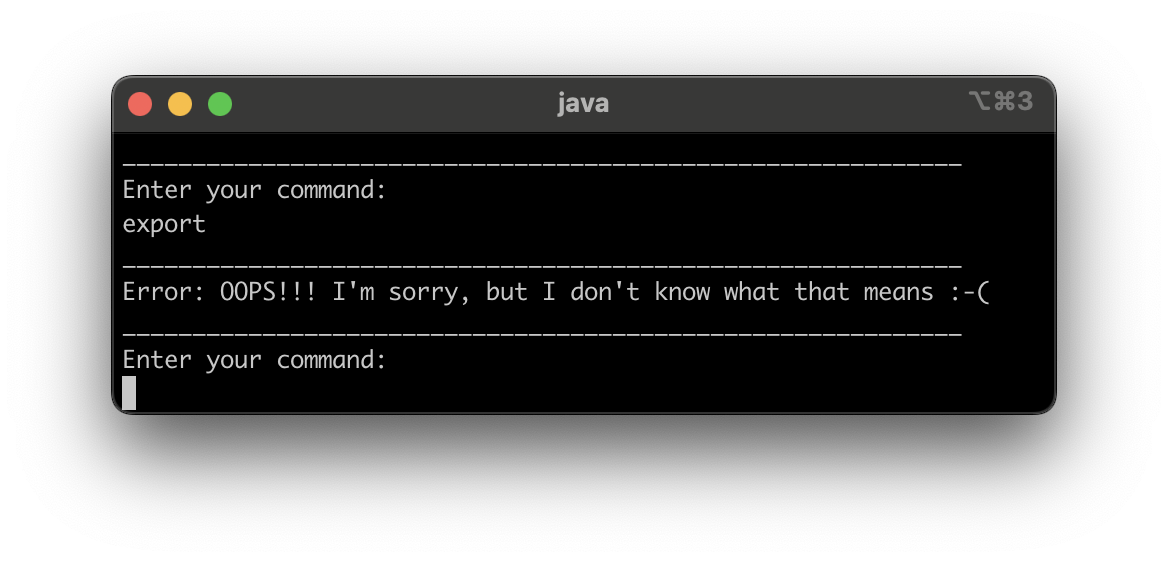 java
⌥⌘3
____________________________________________________________
Enter your command:
export
____________________________________________________________
Error: OOPS!!! I'm sorry, but I don't know what that means :-(
____________________________________________________________
Enter your command: